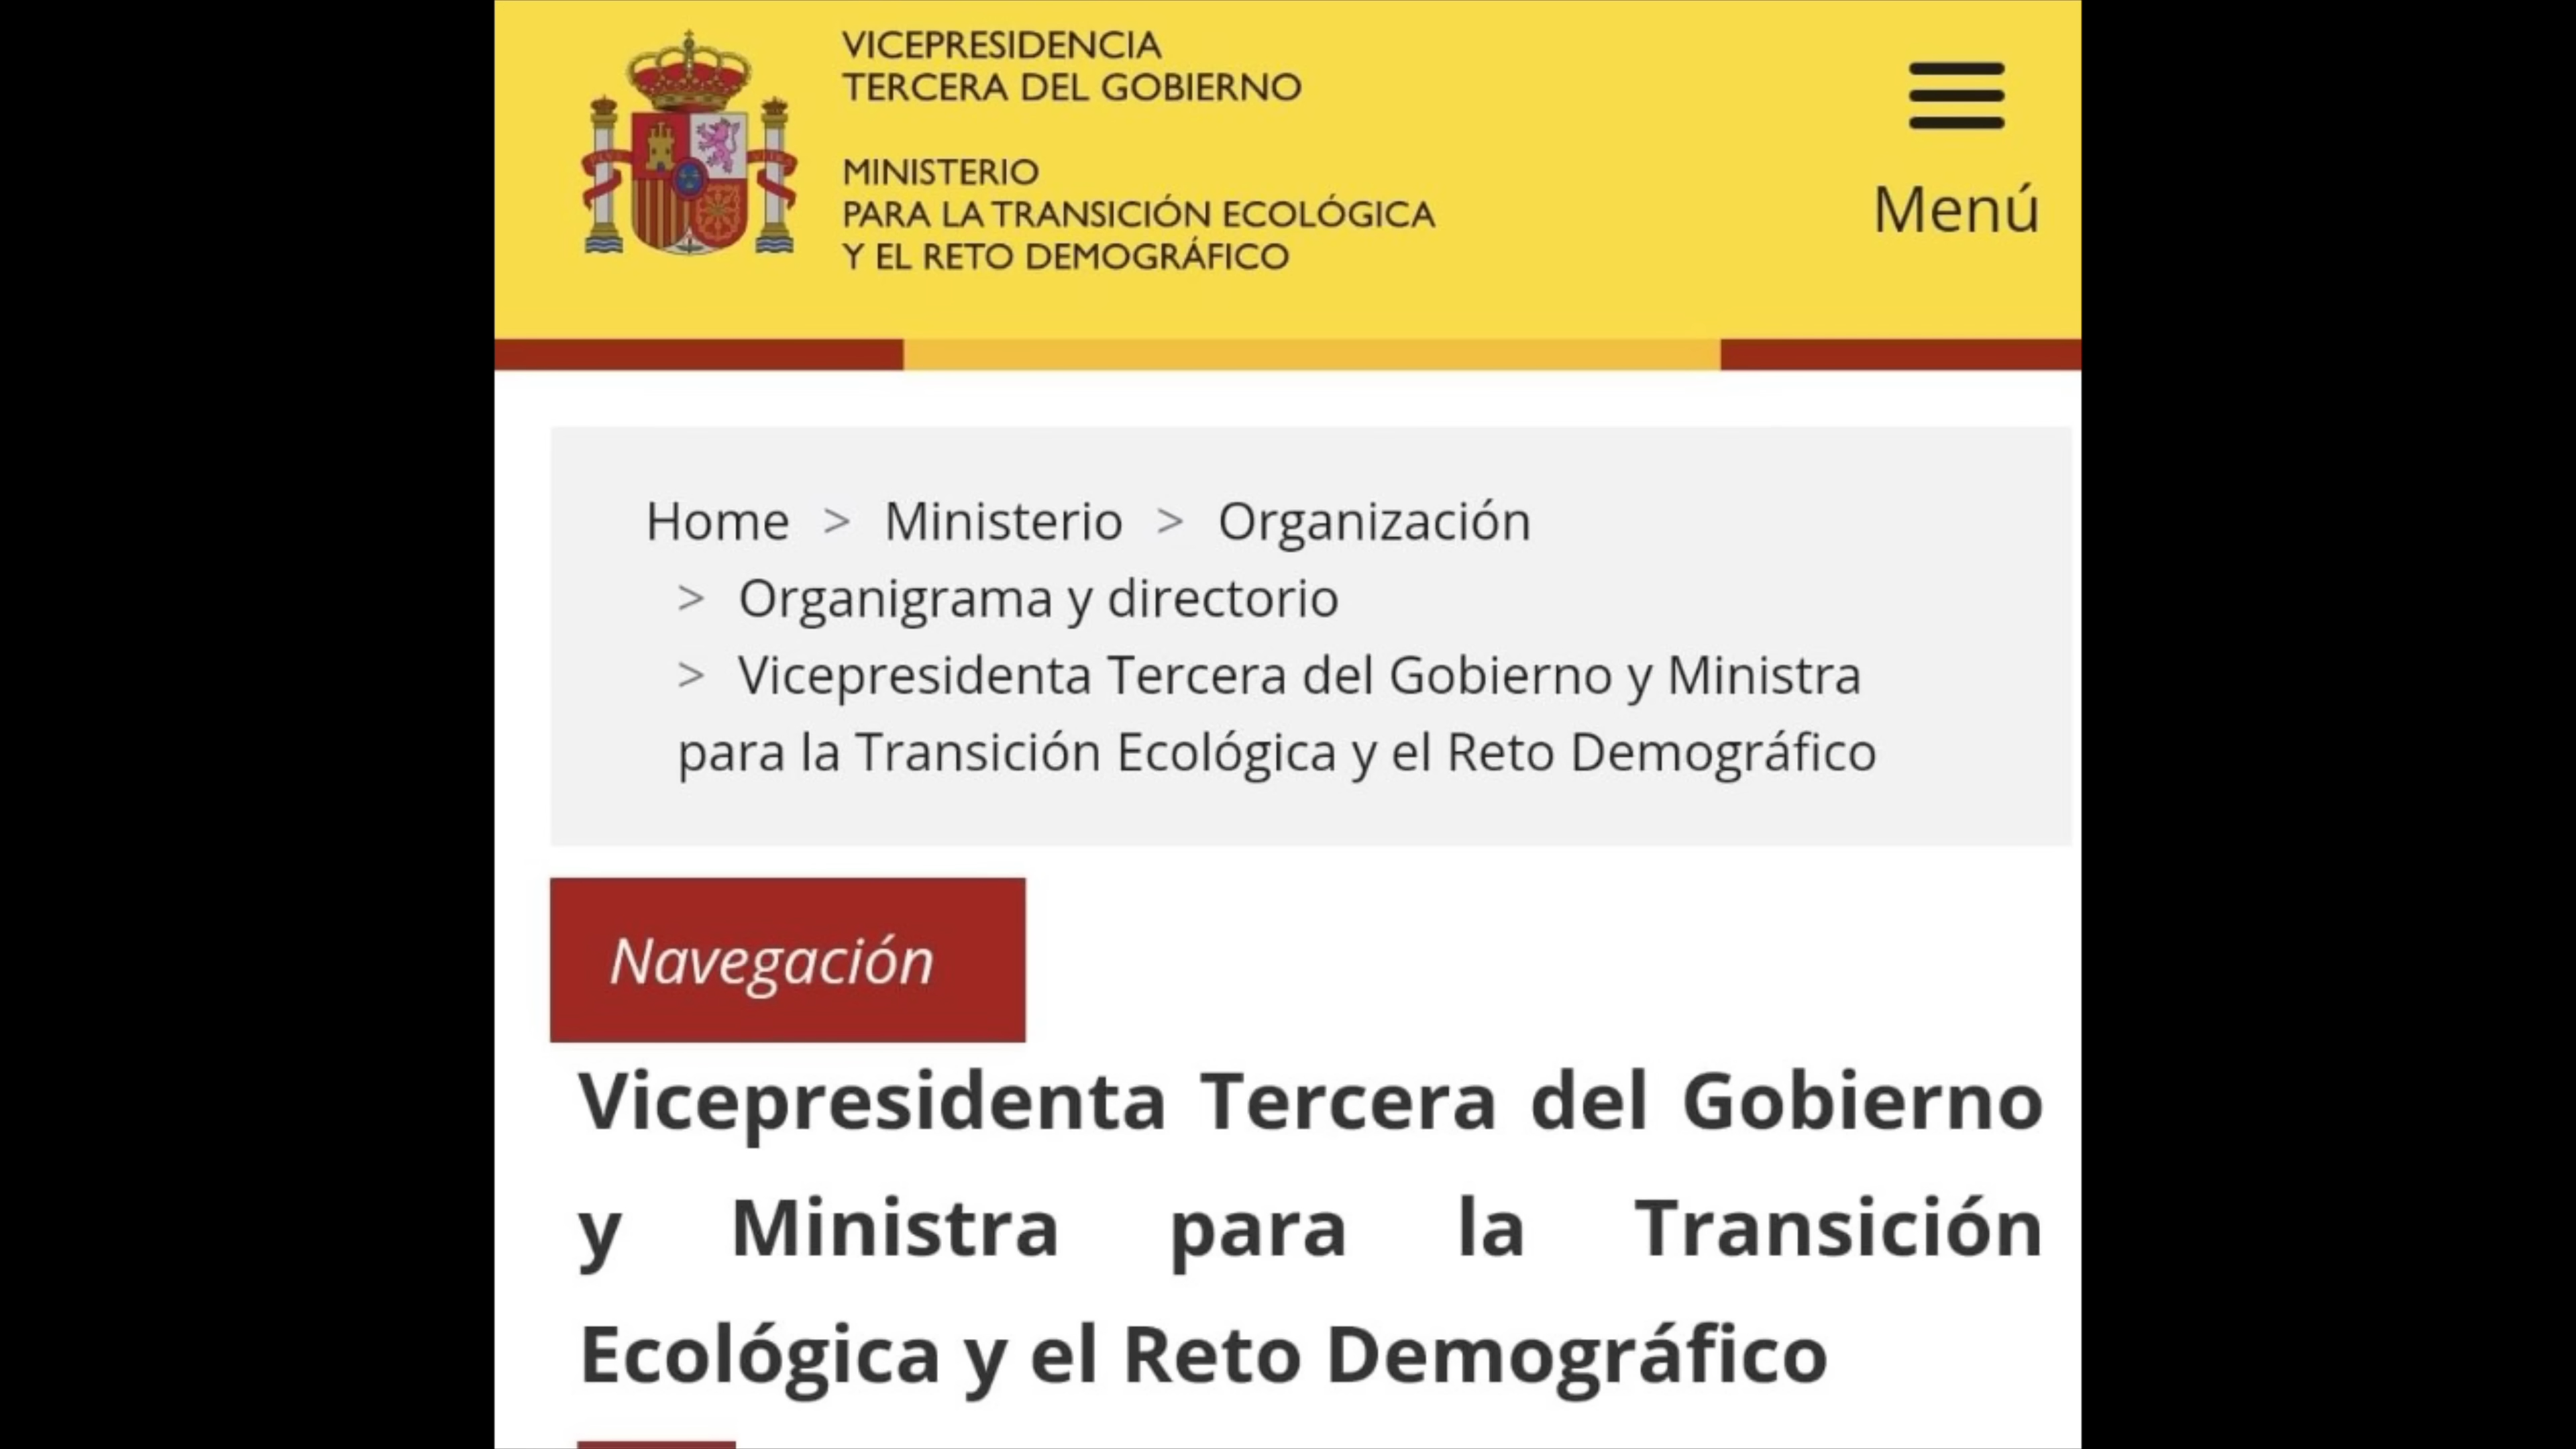 VICEPRESIDENCIA
TERCERA DEL GOBIERNO
MINISTERIO
PARA LA TRANSICIÓN ECOLÓGICA
Y EL RETO DEMOGRÁFICO
Menú
Home > Ministerio > Organización
> Organigrama y directorio
> Vicepresidenta Tercera del Gobierno y Ministra
para la Transición Ecológica y el Reto Demográfico
Navegación
Vicepresidenta Tercera del Gobierno
y Ministra para la Transición
Ecológica y el Reto Demográfico